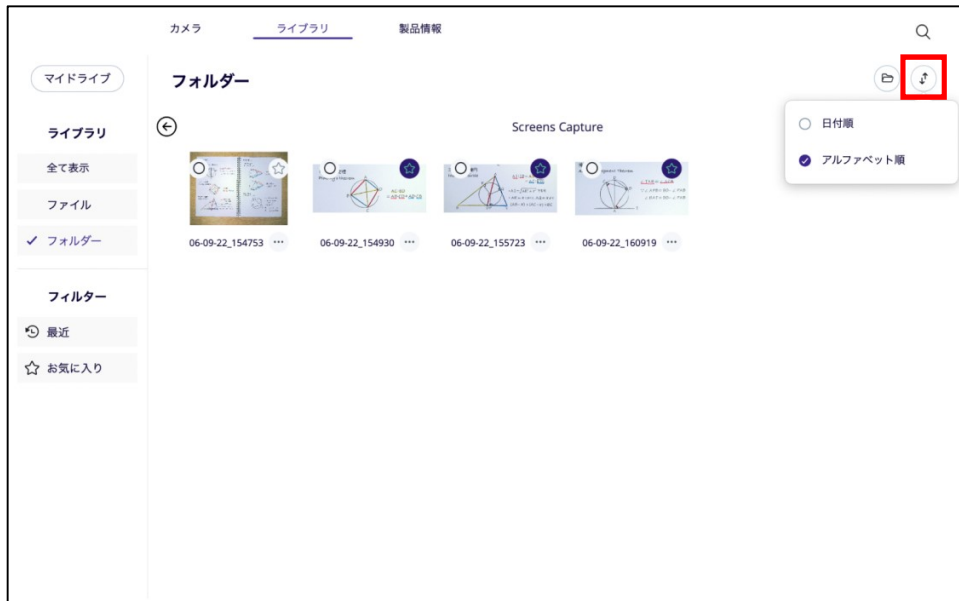 カメラ
ライブラリ
製品情報
マイドライブ
フォルダー
日付順
アルファベット順
ライブラリ
全て表示
ファイル
フォルダー
Screens Capture
06-09-22_154753
06-09-22_154930
06-09-22_155723
06-09-22_160919
フィルター
最近
お気に入り